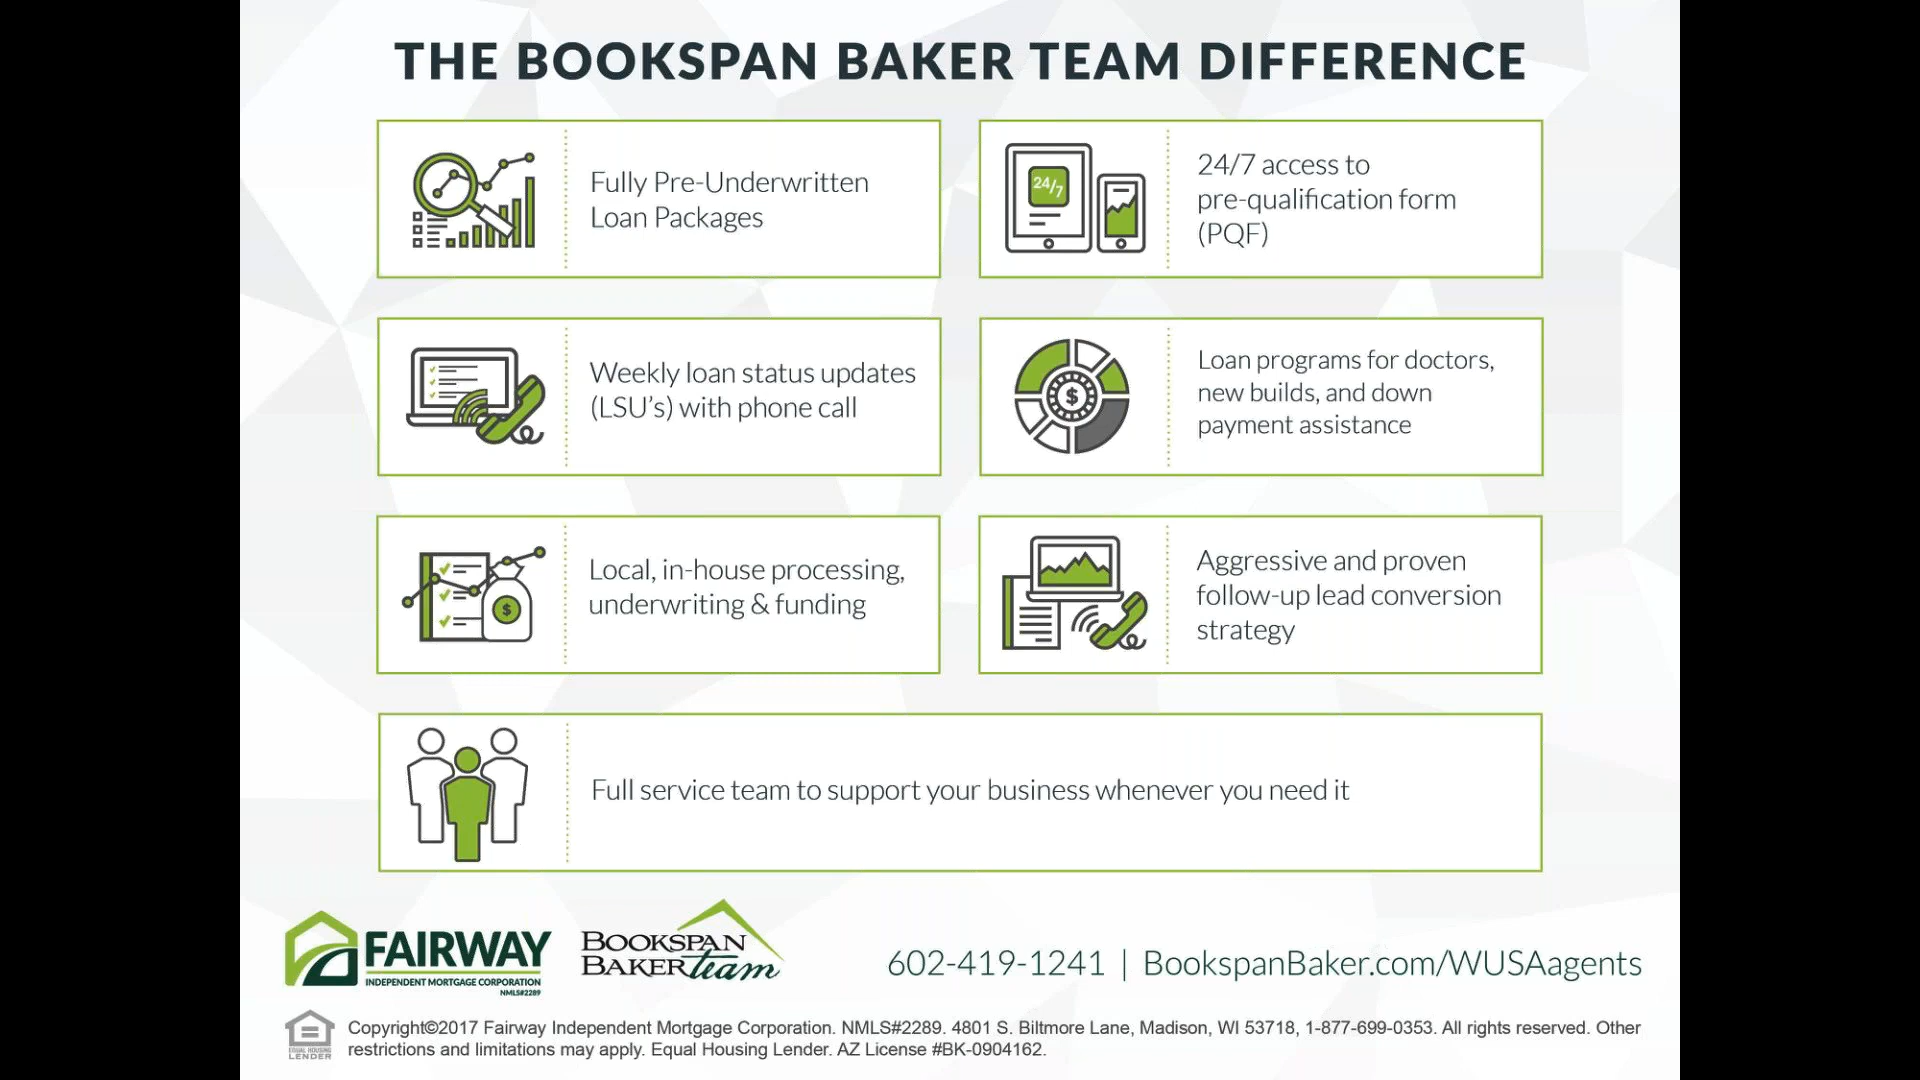 THE BOOKSPAN BAKER TEAM DIFFERENCE
Fully Pre-Underwritten
Loan Packages
24/7
24/7 access to
pre-qualification form
(PQF)
Weekly loan status updates
(LSU's) with phone call
$
Loan programs for doctors,
new builds, and down
payment assistance
$
Local, in-house processing,
underwriting & funding
Aggressive and proven
follow-up lead conversion
strategy
Full service team to support your business whenever you need it
FAIRWAY
INDEPENDENT MORTGAGE CORPORATION
NMLS#2289
BOOKSPAN
BAKER team
602-419-1241 | BookspanBaker.com/WUSAagents
EQUAL HOUSING
LENDER
Copyright©2017 Fairway Independent Mortgage Corporation. NMLS#2289. 4801 S. Biltmore Lane, Madison, WI 53718, 1-877-699-0353. All rights reserved. Other
restrictions and limitations may apply. Equal Housing Lender. AZ License #BK-0904162.